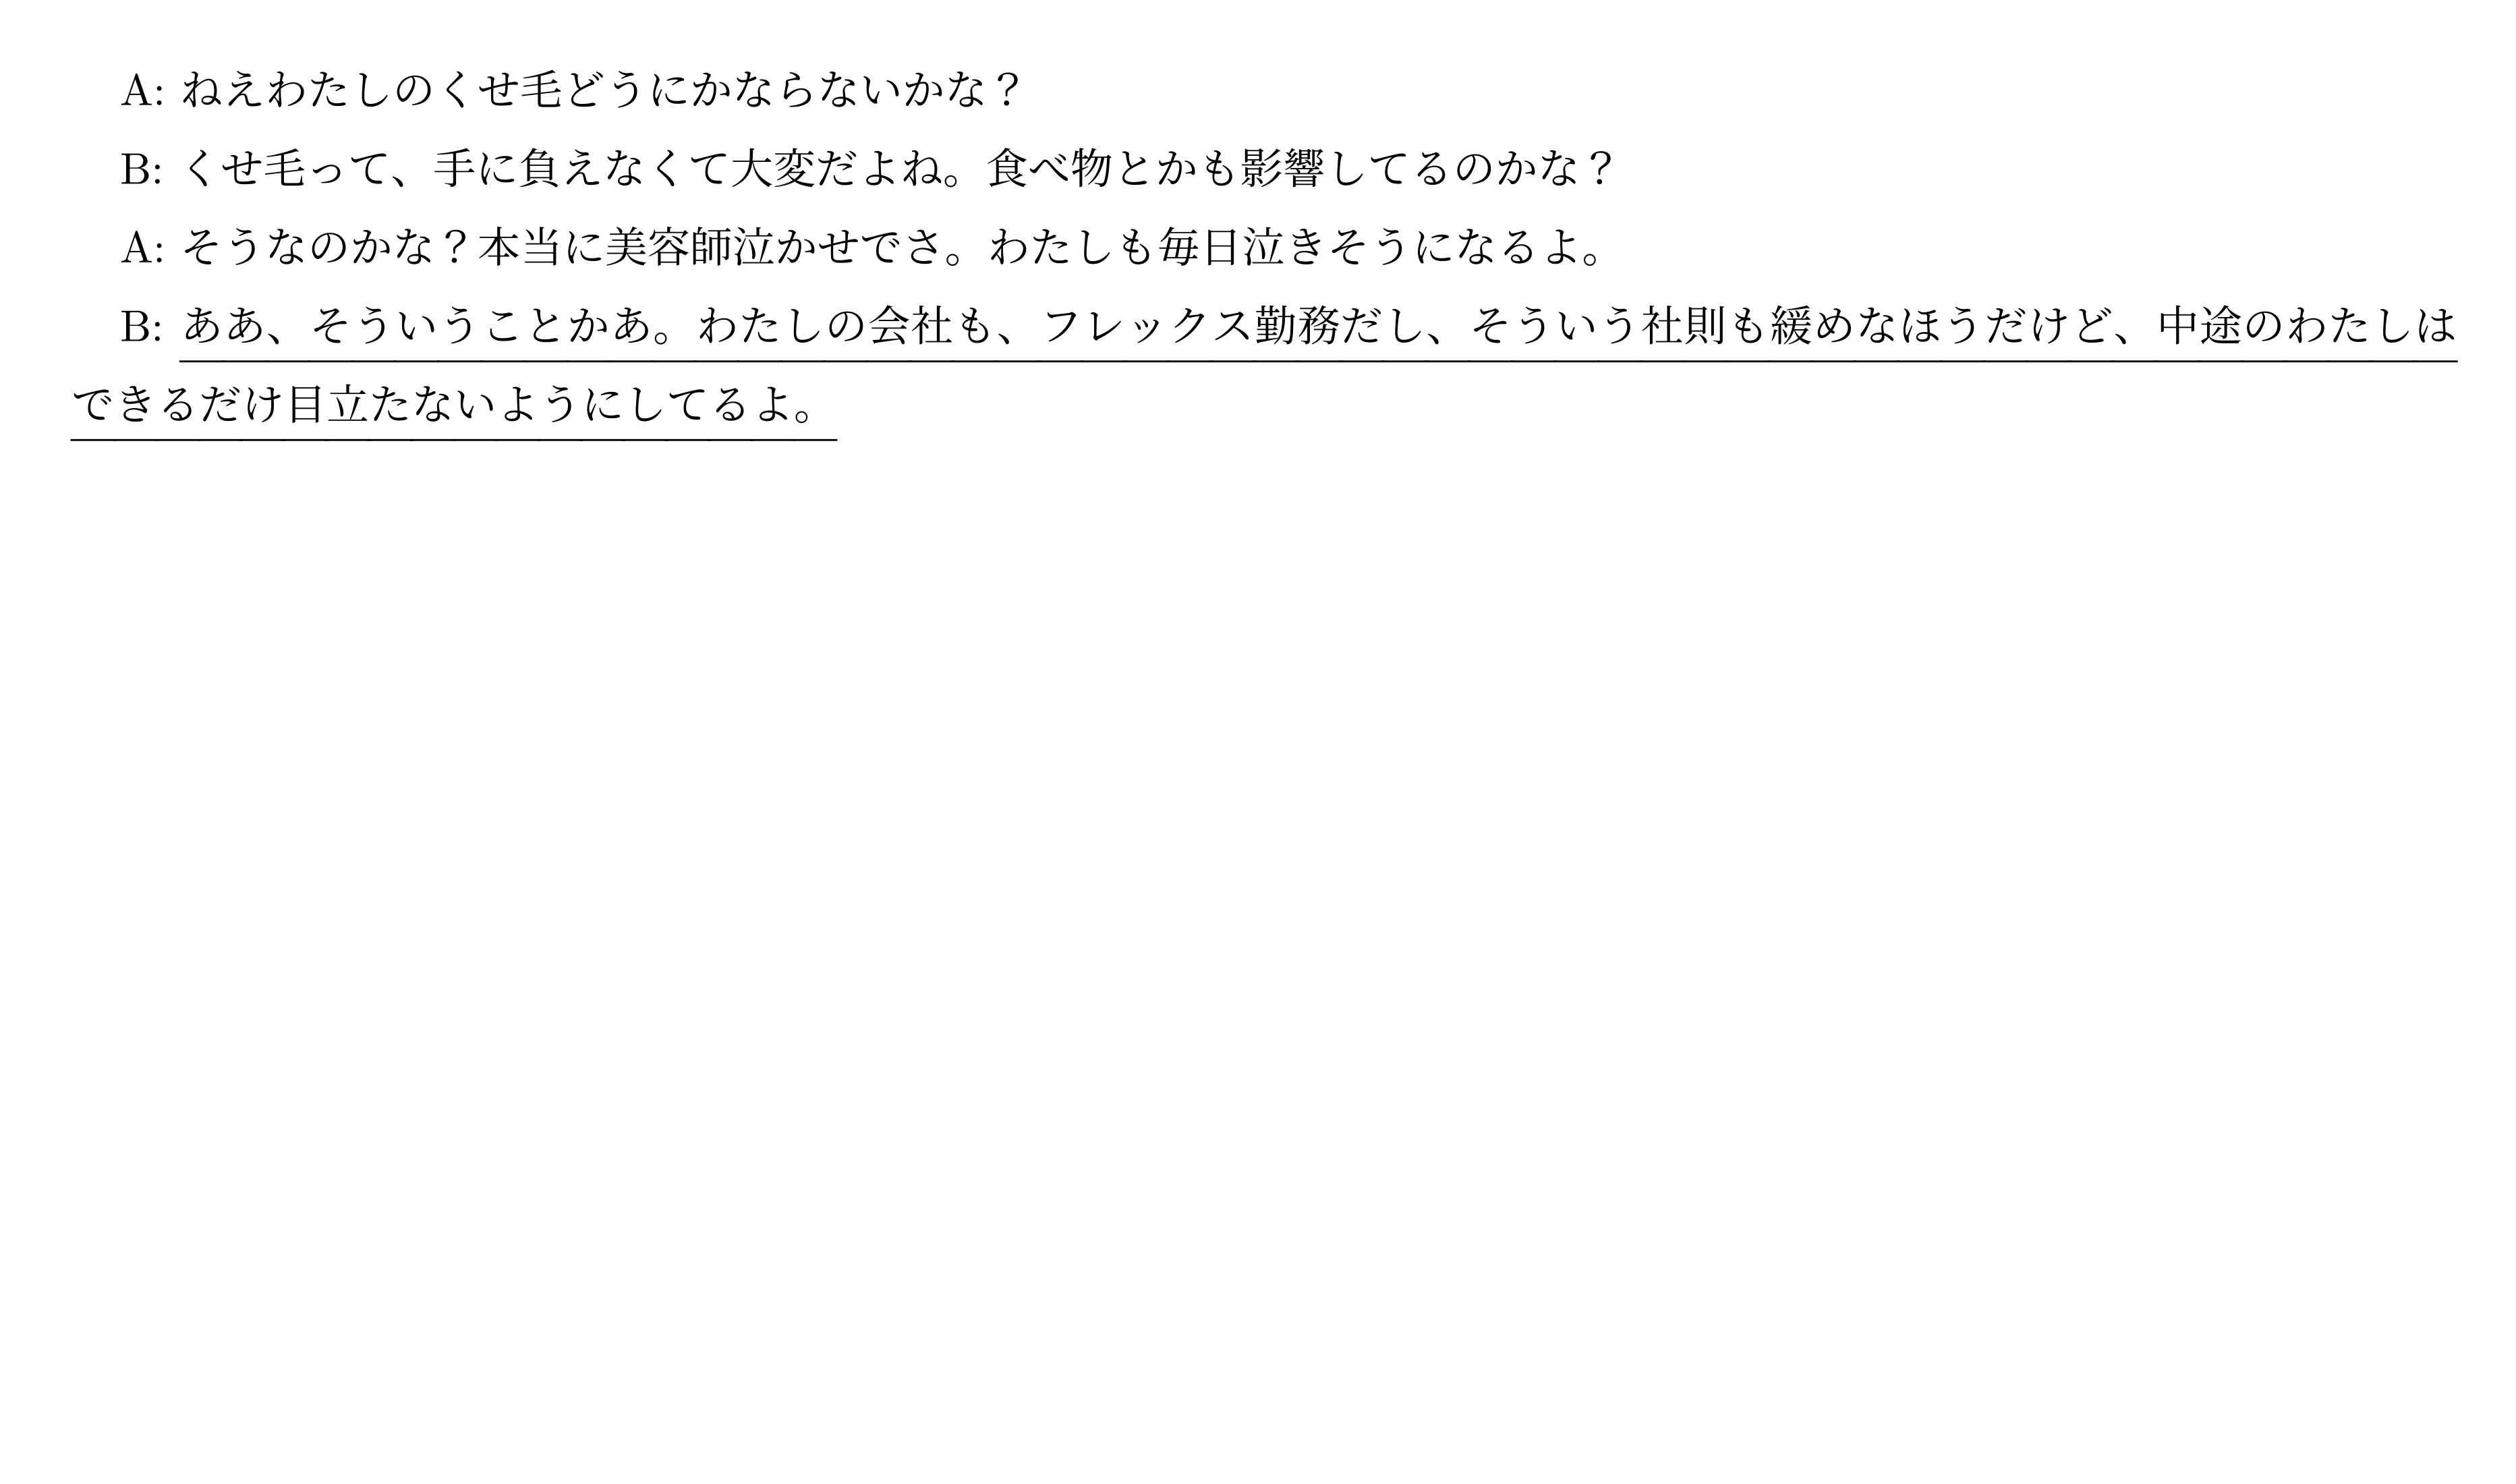 A: ねえわたしのくせ毛どうにかならないかな？
B: くせ毛って、手に負えなくて大変だよね。食べ物とかも影響してるのかな？
A: そうなのかな？本当に美容師泣かせでさ。わたしも毎日泣きそうになるよ。
B: ああ、そういうことかあ。わたしの会社も、フレックス勤務だし、そういう社則も緩めなほうだけど、中途のわたしは
できるだけ目立たないようにしてるよ。